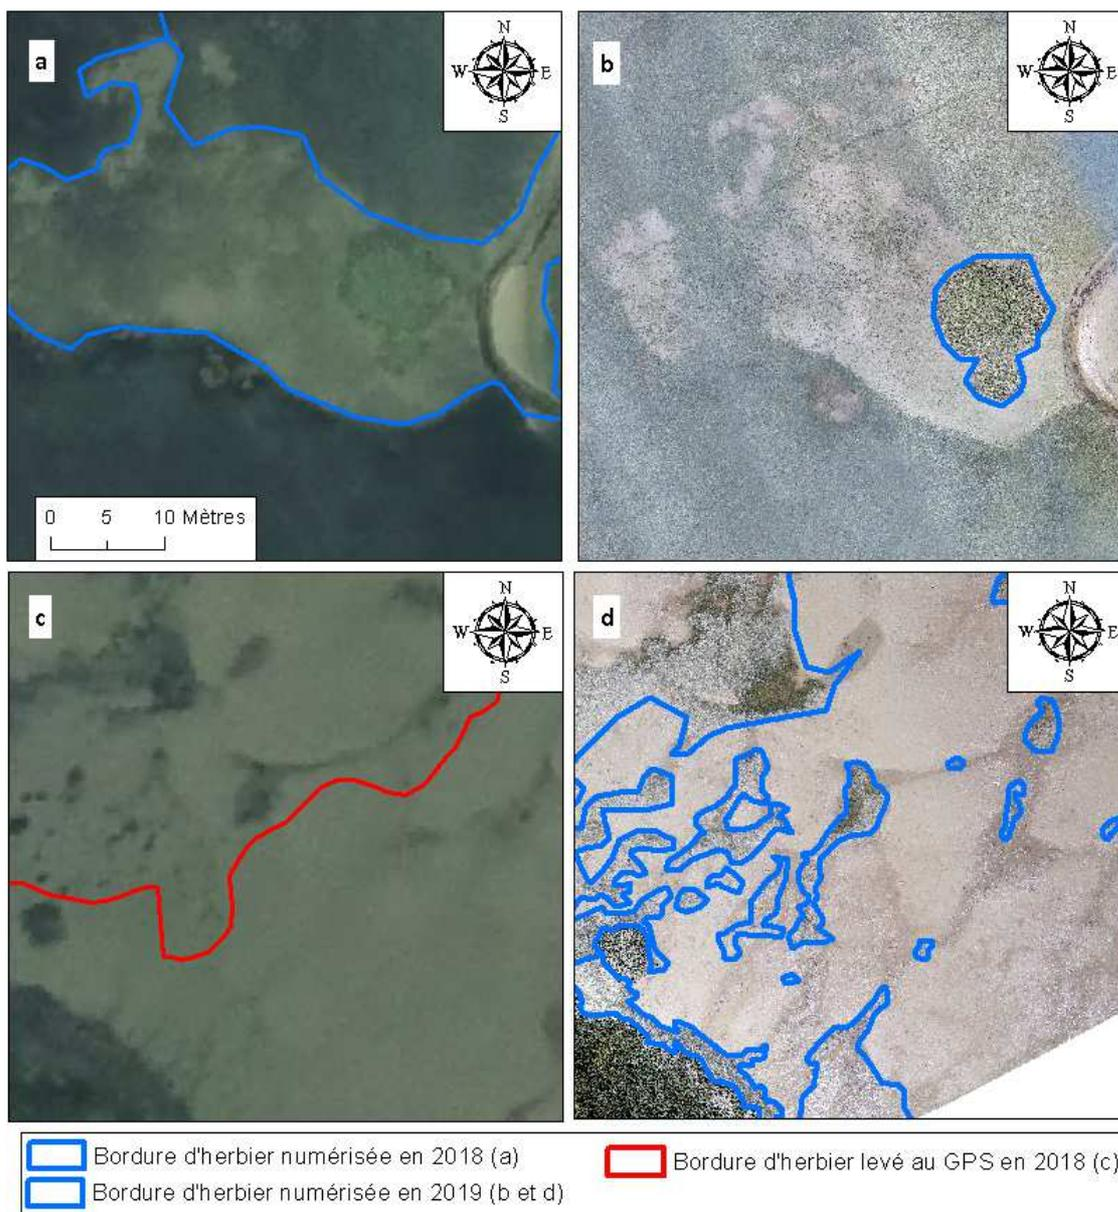 a
N
W E
S
b
N
W E
S
0 5 10 Mètres
c
N
W E
S
d
N
W E
S
Bordure d'herbier numérisée en 2018 (a)
Bordure d'herbier numérisée en 2019 (b et d)
Bordure d'herbier levé au GPS en 2018 (c)